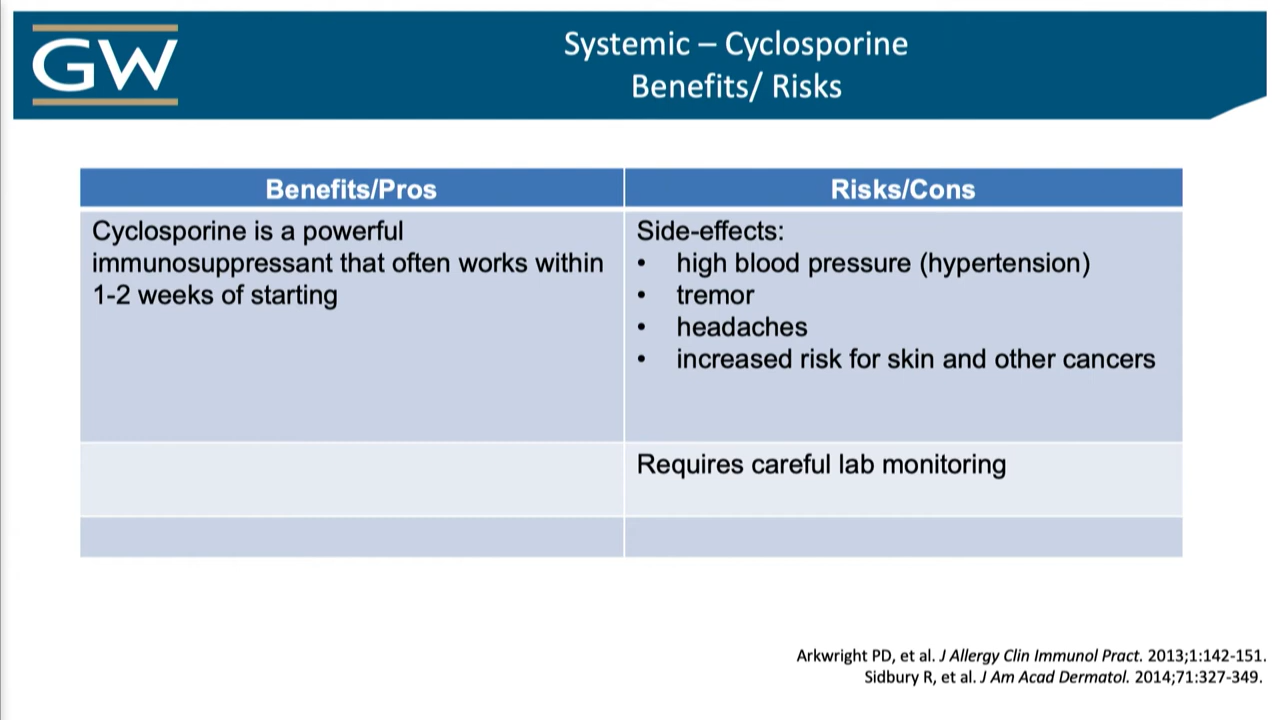 GW
Systemic – Cyclosporine
Benefits/ Risks
Benefits/Pros
Risks/Cons
Cyclosporine is a powerful
immunosuppressant that often works within
1-2 weeks of starting
Side-effects:
• high blood pressure (hypertension)
• tremor
• headaches
• increased risk for skin and other cancers
Requires careful lab monitoring
Arkwright PD, et al. J Allergy Clin Immunol Pract. 2013;1:142-151.
Sidbury R, et al. J Am Acad Dermatol. 2014;71:327-349.